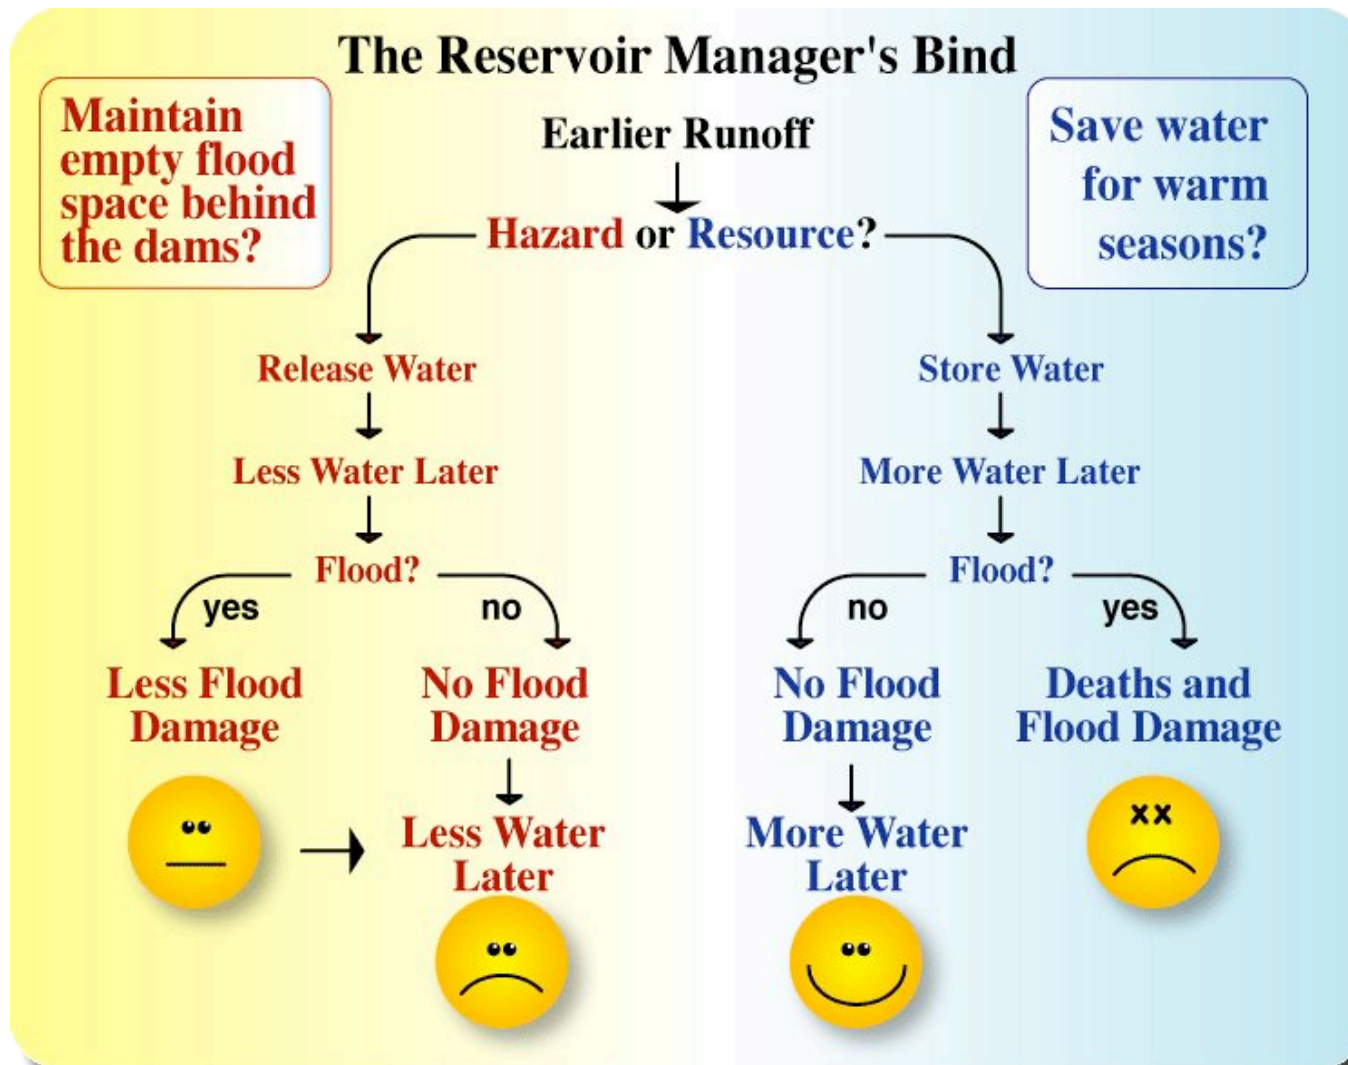 The Reservoir Manager's Bind
Maintain
empty flood
space behind
the dams?
Earlier Runoff
Save water
for warm
seasons?
Hazard or Resource?
Release Water
Store Water
Less Water Later
More Water Later
Flood?
Flood?
yes
no
no
yes
Less Flood
Damage
No Flood
Damage
No Flood
Damage
Deaths and
Flood Damage
Less Water
Later
More Water
Later
xx